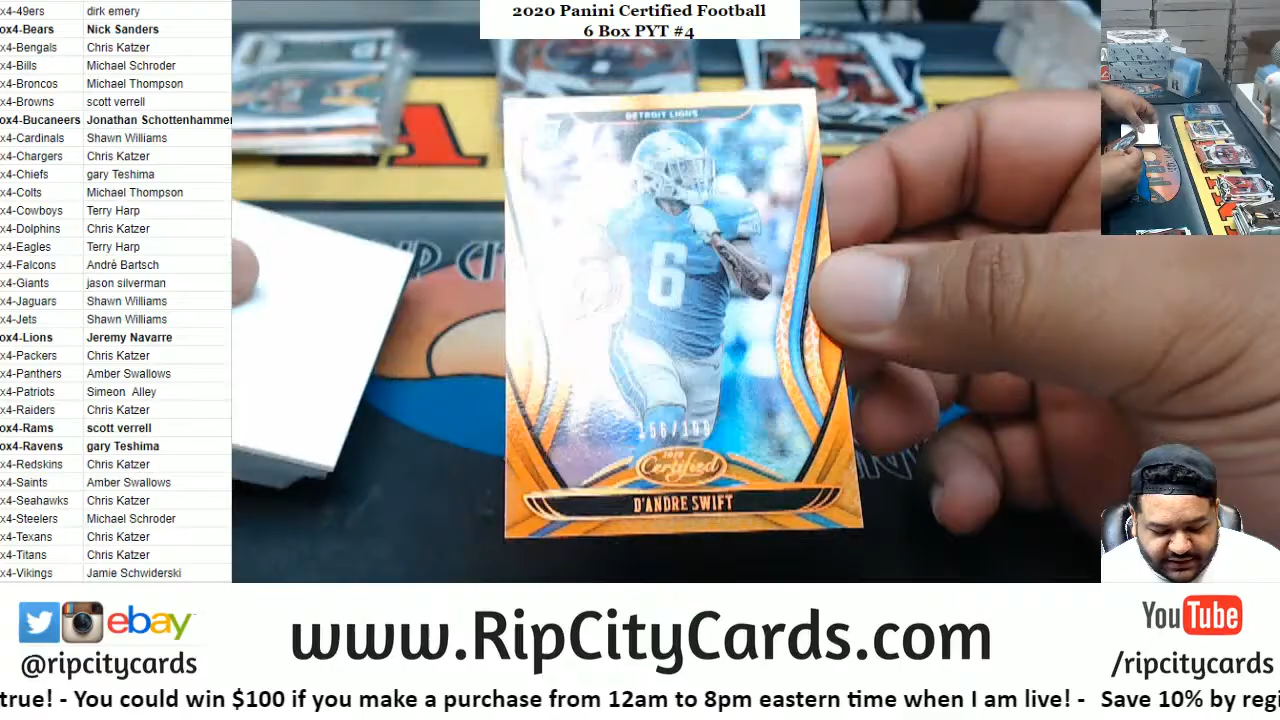 x4-49ers dirk emery
ox4-Bears Nick Sanders
x4-Bengals Chris Katzer
x4-Bills Michael Schroder
x4-Broncos Michael Thompson
x4-Browns scott verrell
ox4-Bucaneers Jonathan Schottenhammer
x4-Cardinals Shawn Williams
x4-Chargers Chris Katzer
x4-Chiefs gary Teshima
x4-Colts Michael Thompson
x4-Cowboys Terry Harp
x4-Dolphins Chris Katzer
x4-Eagles Terry Harp
x4-Falcons André Bartsch
x4-Giants jason silverman
x4-Jaguars Shawn Williams
x4-Jets Shawn Williams
ox4-Lions Jeremy Navarre
x4-Packers Chris Katzer
x4-Panthers Amber Swallows
x4-Patriots Simeon Alley
x4-Raiders Chris Katzer
ox4-Rams scott verrell
ox4-Ravens gary Teshima
x4-Redskins Chris Katzer
x4-Saints Amber Swallows
x4-Seahawks Chris Katzer
x4-Steelers Michael Schroder
x4-Texans Chris Katzer
x4-Titans Chris Katzer
x4-Vikings Jamie Schwiderski
2020 Panini Certified Football
6 Box PYT #4
DETROIT LIONS
6
2020
Certified
D'ANDRE SWIFT
ebay
@ripcitycards
www.RipCityCards.com
YouTube
/ripcitycards
true! - You could win $100 if you make a purchase from 12am to 8pm eastern time when I am live! - Save 10% by regi